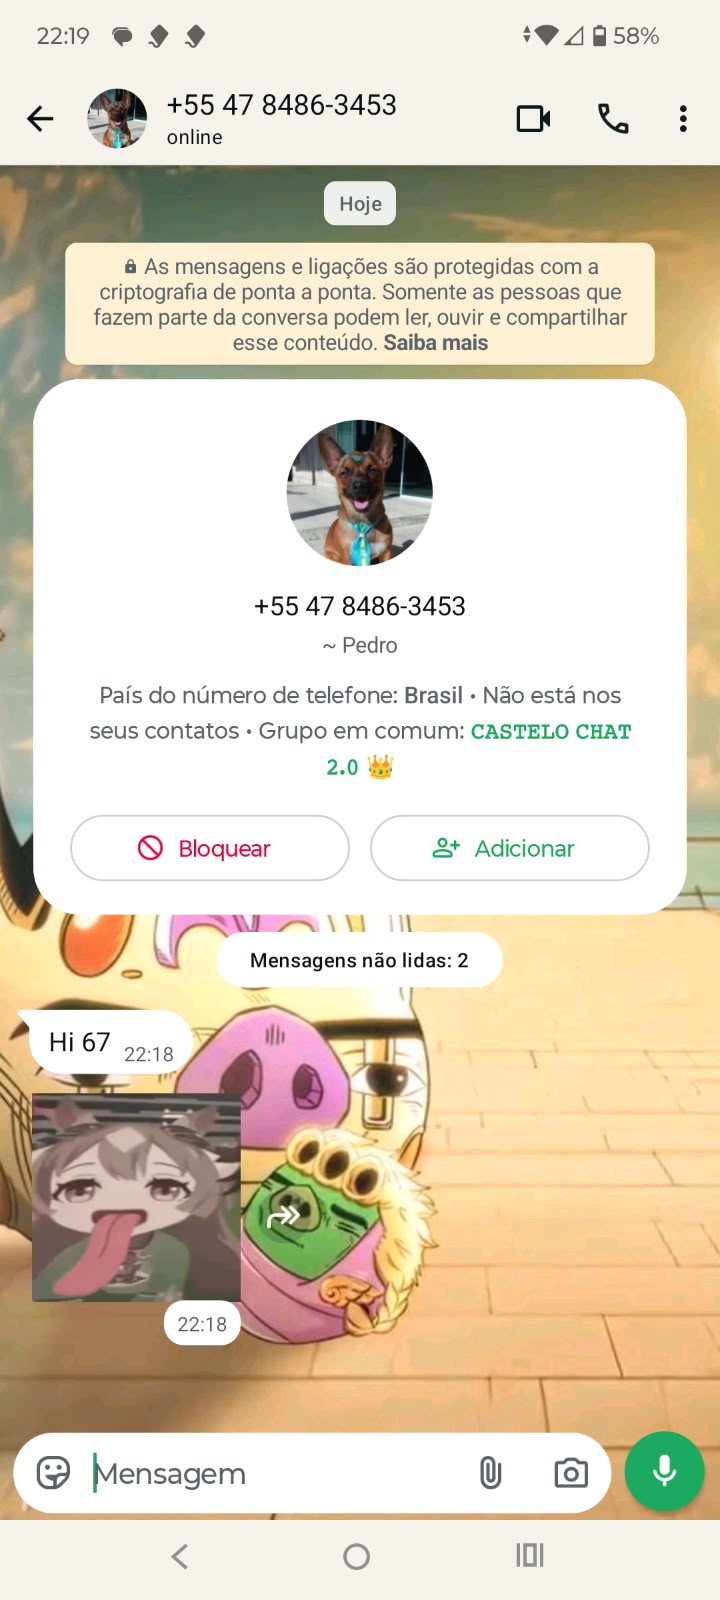 22:19
58%
+55 47 8486-3453
online
Hoje
As mensagens e ligações são protegidas com a
criptografia de ponta a ponta. Somente as pessoas que
fazem parte da conversa podem ler, ouvir e compartilhar
esse conteúdo. Saiba mais
+55 47 8486-3453
~ Pedro
País do número de telefone: Brasil • Não está nos
seus contatos • Grupo em comum: CASTELO CHAT
2.0 👑
Bloquear
Adicionar
Mensagens não lidas: 2
Hi 67 22:18
22:18
Mensagem